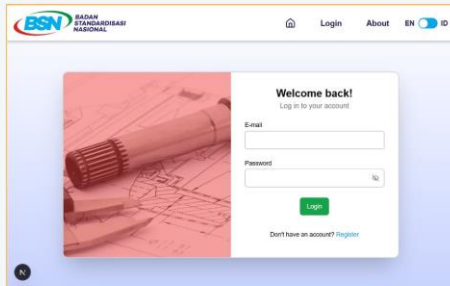 BSN
BADAN
STANDARDISASI
NASIONAL
Login
About
EN
ID
Welcome back!
Log in to your account
E-mail
Password
Login
Don't have an account? Register
N